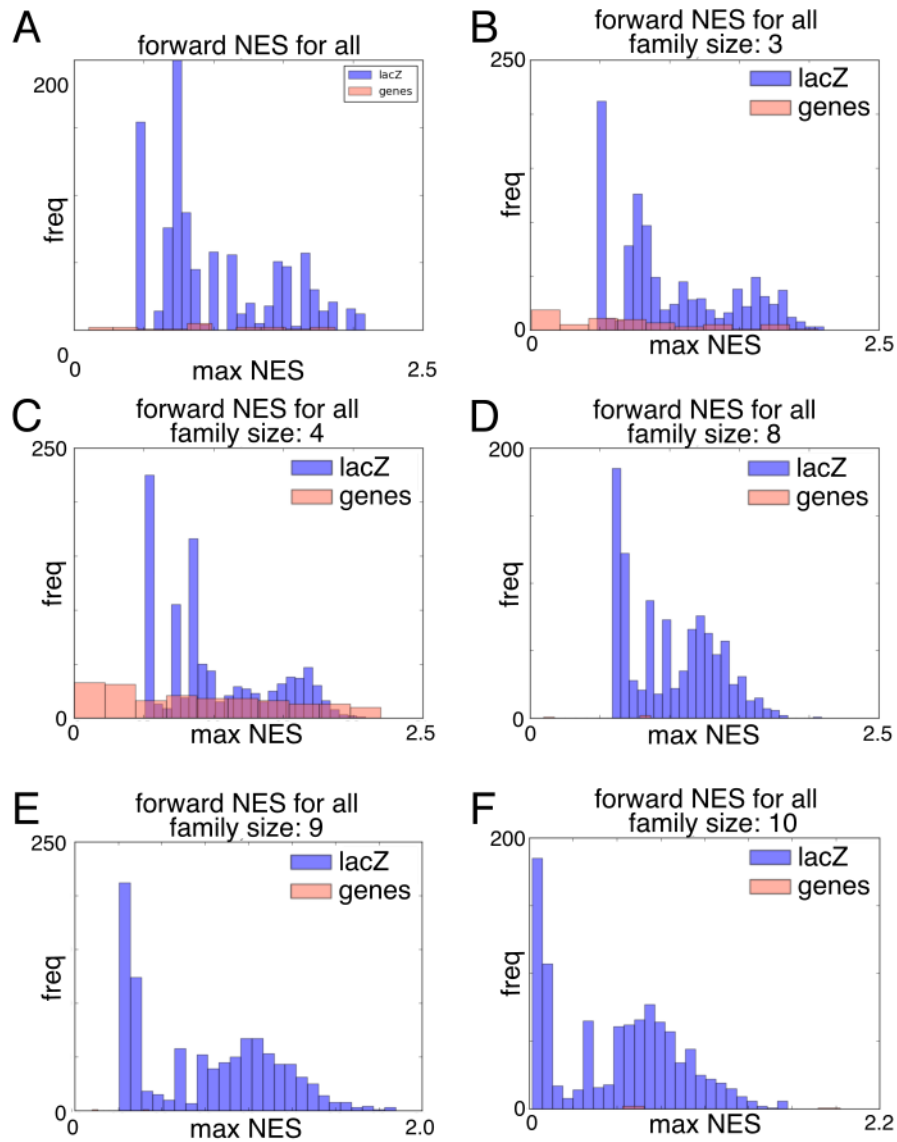 A
forward NES for all
200
lacZ
genes
freq
0
0
max NES
2.5
B
forward NES for all
family size: 3
250
lacZ
genes
freq
0
0
max NES
2.5
C
forward NES for all
family size: 4
250
lacZ
genes
freq
0
0
max NES
2.5
D
forward NES for all
family size: 8
200
lacZ
genes
freq
0
0
max NES
2.5
E
forward NES for all
family size: 9
250
lacZ
genes
freq
0
0
max NES
2.0
F
forward NES for all
family size: 10
200
lacZ
genes
freq
0
0
max NES
2.2